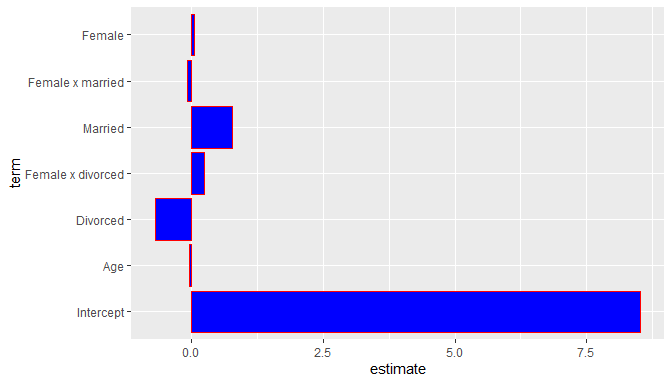 Female
Female x married
Married
Female x divorced
Divorced
Age
Intercept
term
0.0 2.5 5.0 7.5
estimate